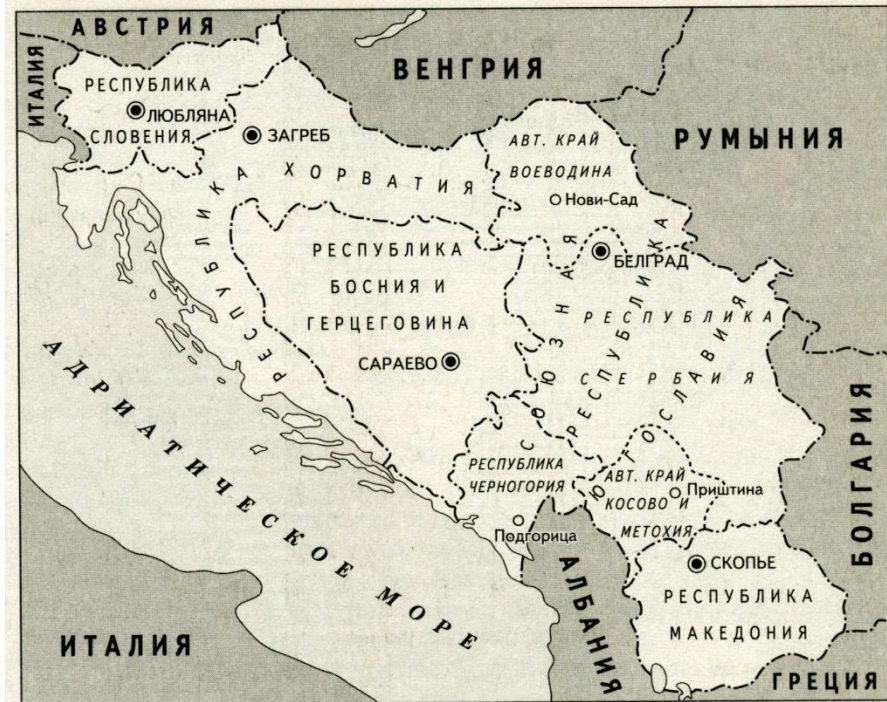 АВСТРИЯ
ИТАЛИЯ
ВЕНГРИЯ
РУМЫНИЯ
РЕСПУБЛИКА
СЛОВЕНИЯ
ЛЮБЛЯНА
ЗАГРЕБ
РЕСПУБЛИКА ХОРВАТИЯ
АВТ. КРАЙ
ВОЕВОДИНА
Нови-Сад
БЕЛГРАД
РЕСПУБЛИКА
БОСНИЯ И
ГЕРЦЕГОВИНА
САРАЕВО
СОЮЗНАЯ
РЕСПУБЛИКА
ЮГОСЛАВИЯ
РЕСПУБЛИКА
СЕРБИЯ
АДРИАТИЧЕСКОЕ МОРЕ
РЕСПУБЛИКА
ЧЕРНОГОРИЯ
Подгорица
АВТ. КРАЙ
КОСОВО И
МЕТОХИЯ
Приштина
БОЛГАРИЯ
АЛБАНИЯ
СКОПЬЕ
РЕСПУБЛИКА
МАКЕДОНИЯ
ИТАЛИЯ
ГРЕЦИЯ